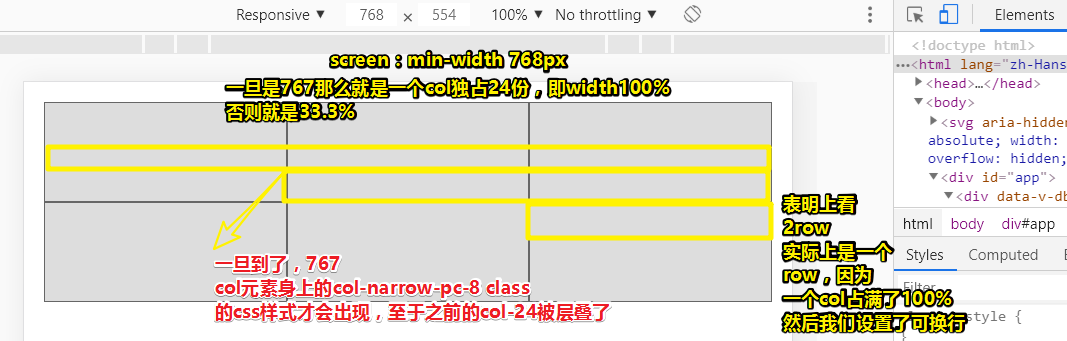 Responsive ▼ 768 × 554 100% ▼ No throttling ▼
Elements
screen：min-width 768px
一旦是767那么就是一个col独占24份，即width100%
否则就是33.3%
<!doctype html>
···<html lang="zh-Hans
▶<head>…</head>
▼<body>
▶<svg aria-hidden
absolute; width:
overflow: hidden;
▼<div id="app">
▼<div data-v-db
表明上看
2row
实际上是一个
row，因为
一个col占满了100%
然后我们设置了可换行
一旦到了，767
col元素身上的col-narrow-pc-8 class
的css样式才会出现，至于之前的col-24被层叠了
html body div#app
Styles Computed
Filter
style {
}